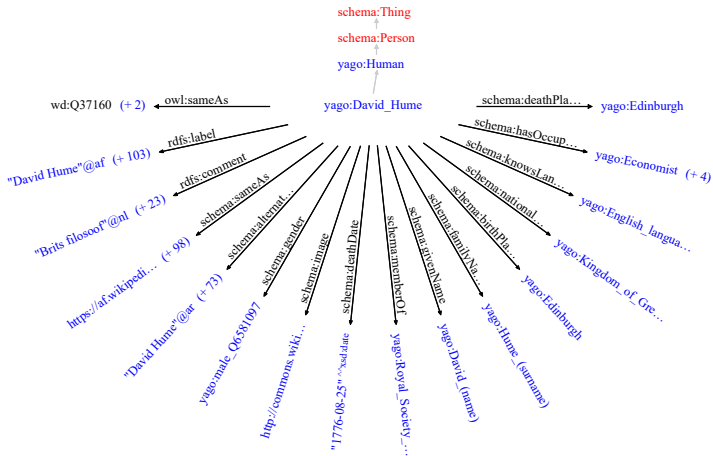 schema:Thing
schema:Person
yago:Human
yago:David_Hume
wd:Q37160 (+ 2)
owl:sameAs
schema:deathPla…
yago:Edinburgh
rdfs:label
"David Hume"@af (+ 103)
schema:hasOccup…
yago:Economist (+ 4)
rdfs:comment
"Brits filosoof"@nl (+ 23)
schema:knowsLan…
yago:English_langua…
schema:sameAs
https://af.wikipedi… (+ 98)
schema:national…
yago:Kingdom_of_Gre…
schema:alternat…
"David Hume"@ar (+ 73)
schema:birthPla…
yago:Edinburgh
schema:gender
yago:male_Q6581097
schema:familyNa…
yago:Hume_(surname)
schema:image
http://commons.wiki…
schema:givenName
yago:David_(name)
schema:deathDate
"1776-08-25" ^^xsd:date
schema:memberOf
yago:Royal_Society_…